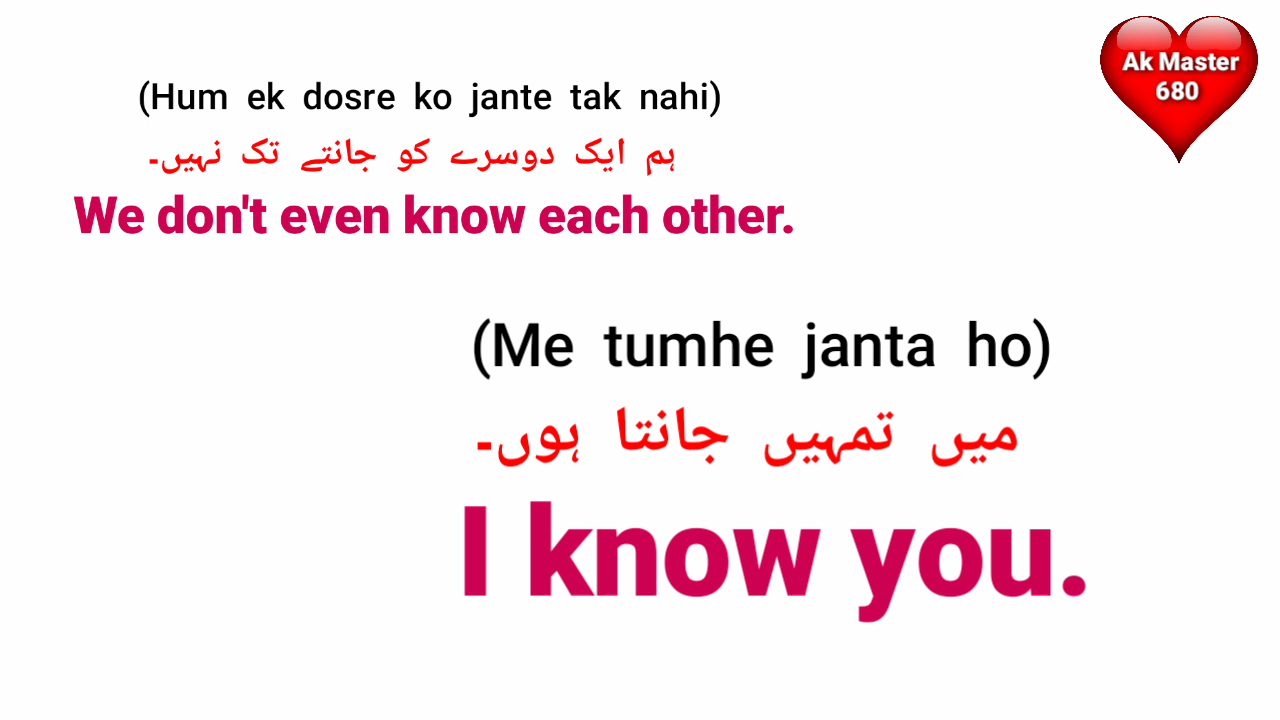 Ak Master
680
(Hum ek dosre ko jante tak nahi)
ہم ایک دوسرے کو جانتے تک نہیں۔
We don't even know each other.
(Me tumhe janta ho)
میں تمہیں جانتا ہوں۔
I know you.